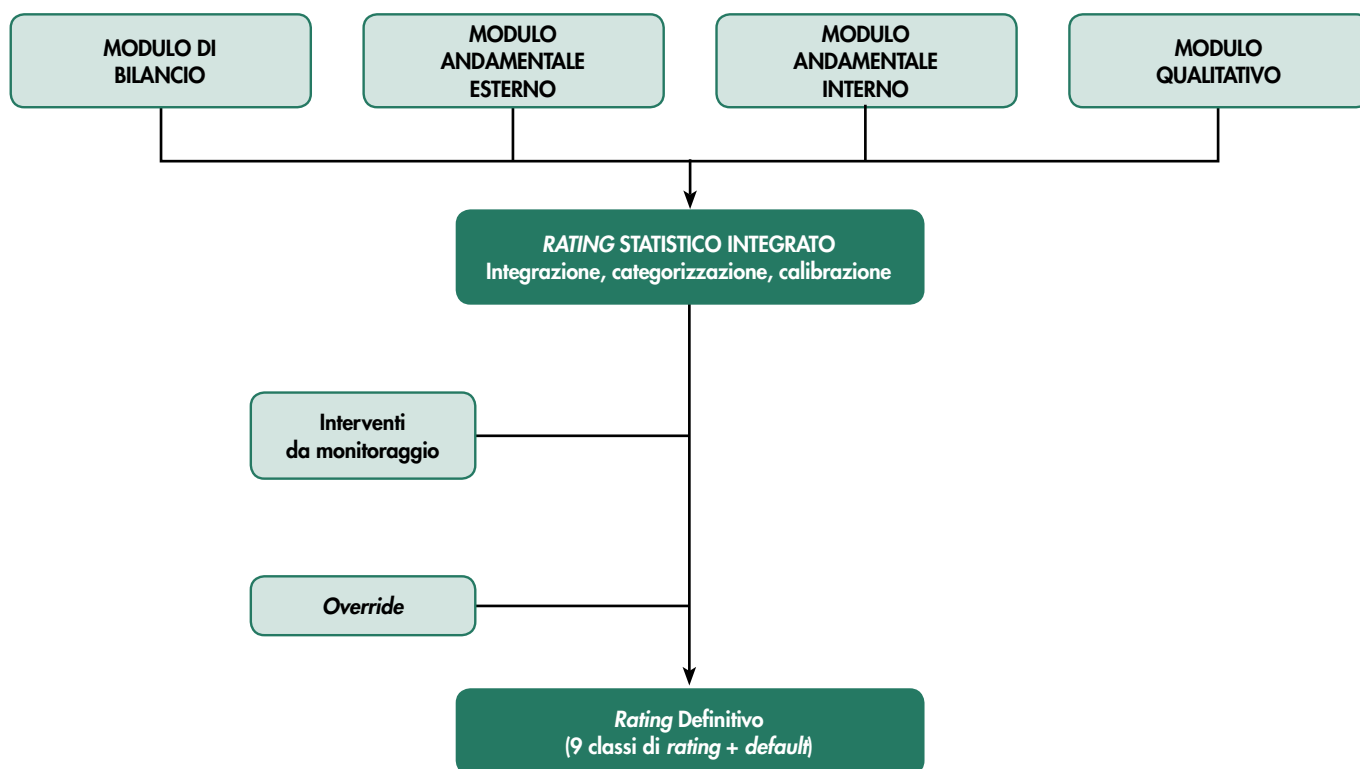 MODULO DI
BILANCIO
MODULO
ANDAMENTALE
ESTERNO
MODULO
ANDAMENTALE
INTERNO
MODULO
QUALITATIVO
RATING STATISTICO INTEGRATO
Integrazione, categorizzazione, calibrazione
Interventi
da monitoraggio
Override
Rating Definitivo
(9 classi di rating + default)